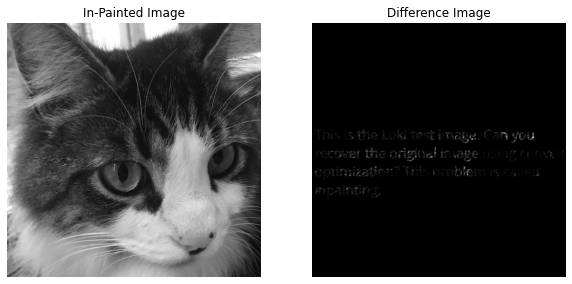 In-Painted Image
Difference Image
This is the Loki test image. Can you
recover the original image using convex
optimization? This problem is called
inpainting.